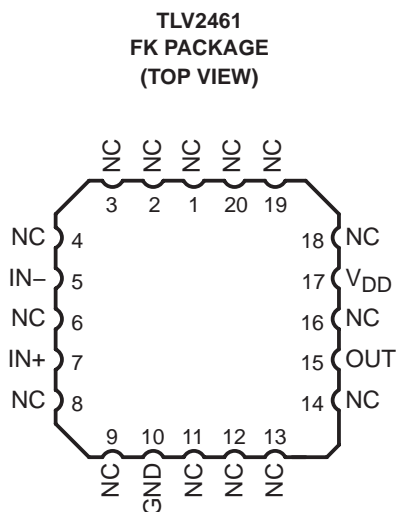 TLV2461
FK PACKAGE
(TOP VIEW)
NC NC NC NC NC
3 2 1 20 19
NC 4 18 NC
IN− 5 17 VDD
NC 6 16 NC
IN+ 7 15 OUT
NC 8 14 NC
9 10 11 12 13
NC GND NC NC NC